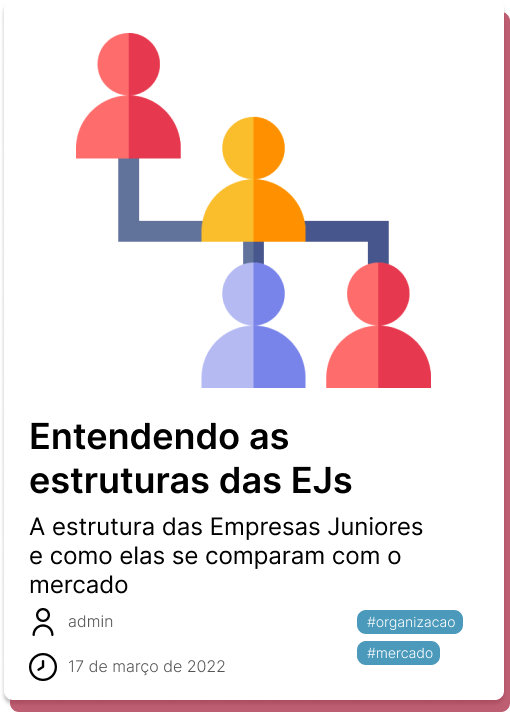 Entendendo as
estruturas das EJs
A estrutura das Empresas Juniores
e como elas se comparam com o
mercado
admin
#organizacao
#mercado
17 de março de 2022